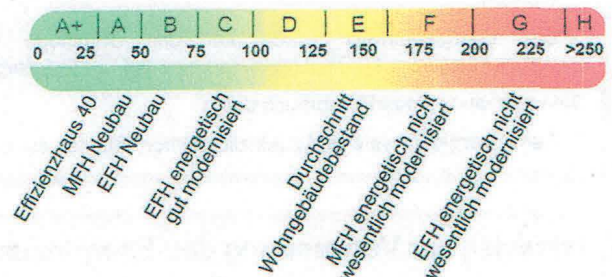 A+ A B C D E F G H
0 25 50 75 100 125 150 175 200 225 >250
Effizienzhaus 40
MFH Neubau
EFH Neubau
EFH energetisch
gut modernisiert
Durchschnitt
Wohngebäudebestand
MFH energetisch nicht
wesentlich modernisiert
EFH energetisch nicht
wesentlich modernisiert